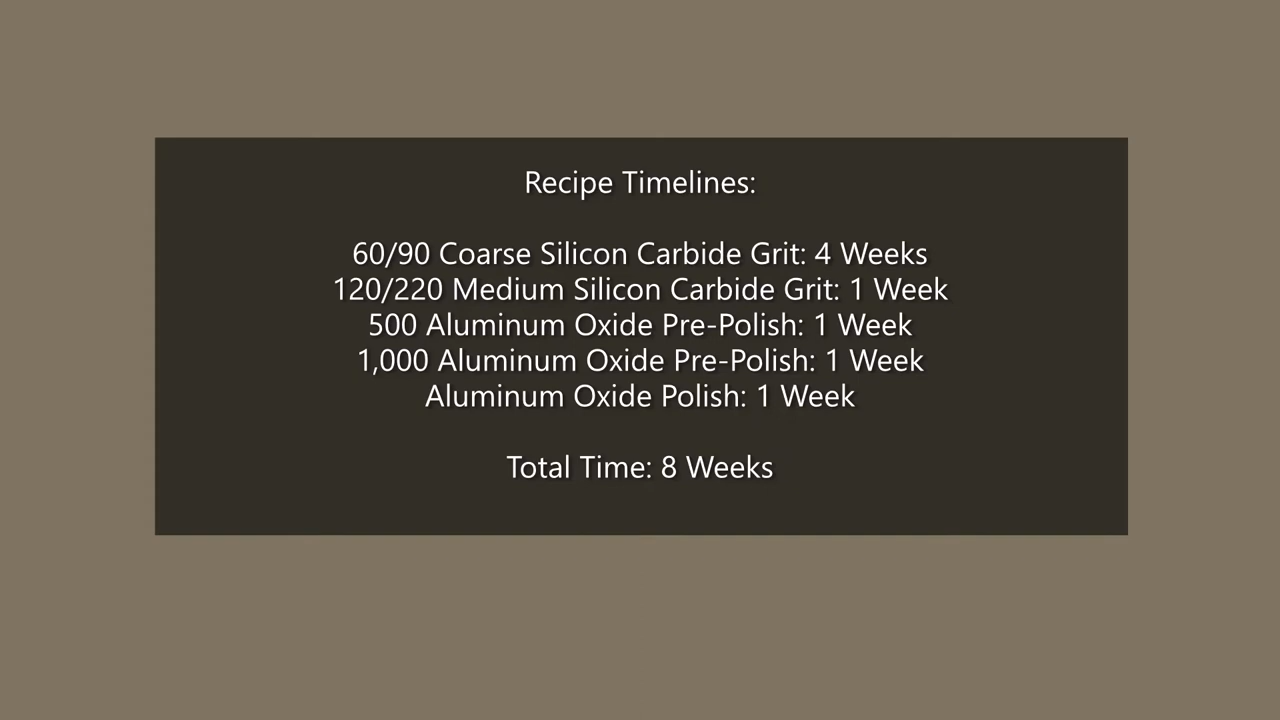 Recipe Timelines:
60/90 Coarse Silicon Carbide Grit: 4 Weeks
120/220 Medium Silicon Carbide Grit: 1 Week
500 Aluminum Oxide Pre-Polish: 1 Week
1,000 Aluminum Oxide Pre-Polish: 1 Week
Aluminum Oxide Polish: 1 Week
Total Time: 8 Weeks